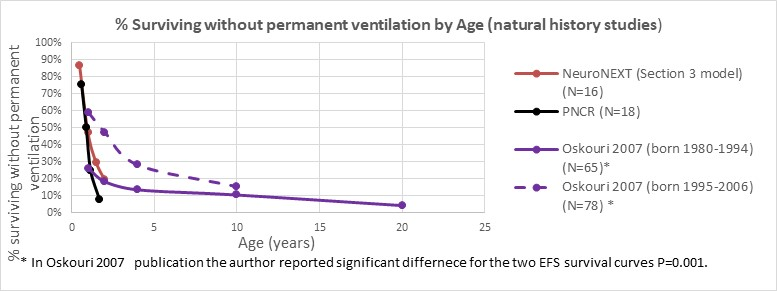 % Surviving without permanent ventilation by Age (natural history studies)
% surviving without permanent
ventilation
100%
90%
80%
70%
60%
50%
40%
30%
20%
10%
0%
0 5 10 15 20 25
Age (years)
NeuroNEXT (Section 3 model)
(N=16)
PNCR (N=18)
Oskouri 2007 (born 1980-1994)
(N=65)*
Oskouri 2007 (born 1995-2006)
(N=78) *
* In Oskouri 2007 publication the aurthor reported significant differnece for the two EFS survival curves P=0.001.